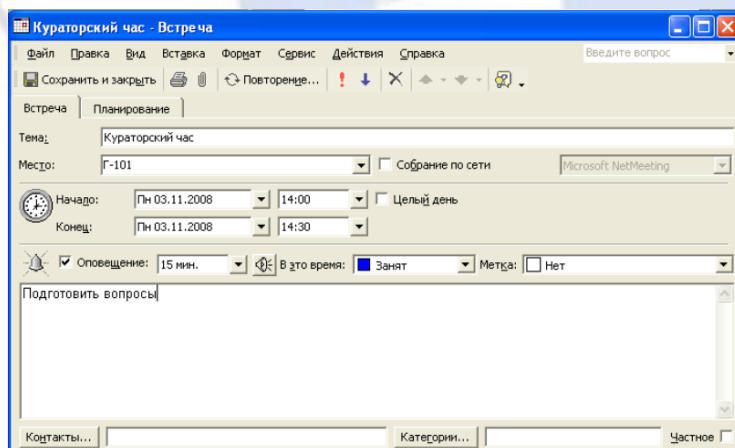 Кураторский час - Встреча
Файл Правка Вид Вставка Формат Сервис Действия Справка Введите вопрос
Сохранить и закрыть Повторение...
Встреча Планирование
Тема: Кураторский час
Место: Г-101 Собрание по сети Microsoft NetMeeting
Начало: Пн 03.11.2008 14:00 Целый день
Конец: Пн 03.11.2008 14:30
Оповещение: 15 мин. В это время: Занят Метка: Нет
Подготовить вопросы
Контакты... Категории... Частное